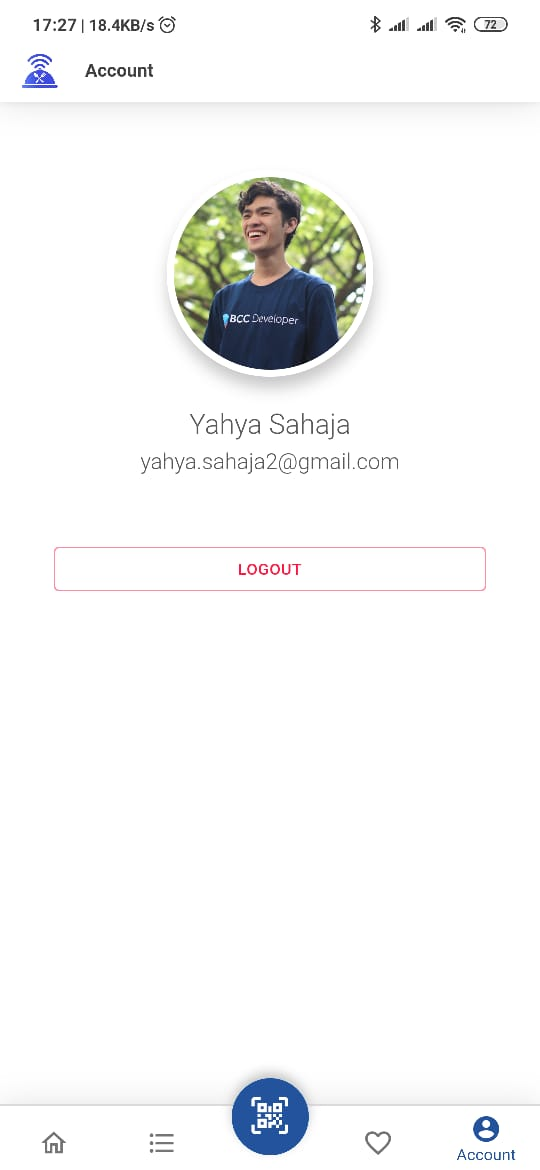 17:27 | 18.4KB/s
72
Account
BCC Developer
Yahya Sahaja
yahya.sahaja2@gmail.com
LOGOUT
Account